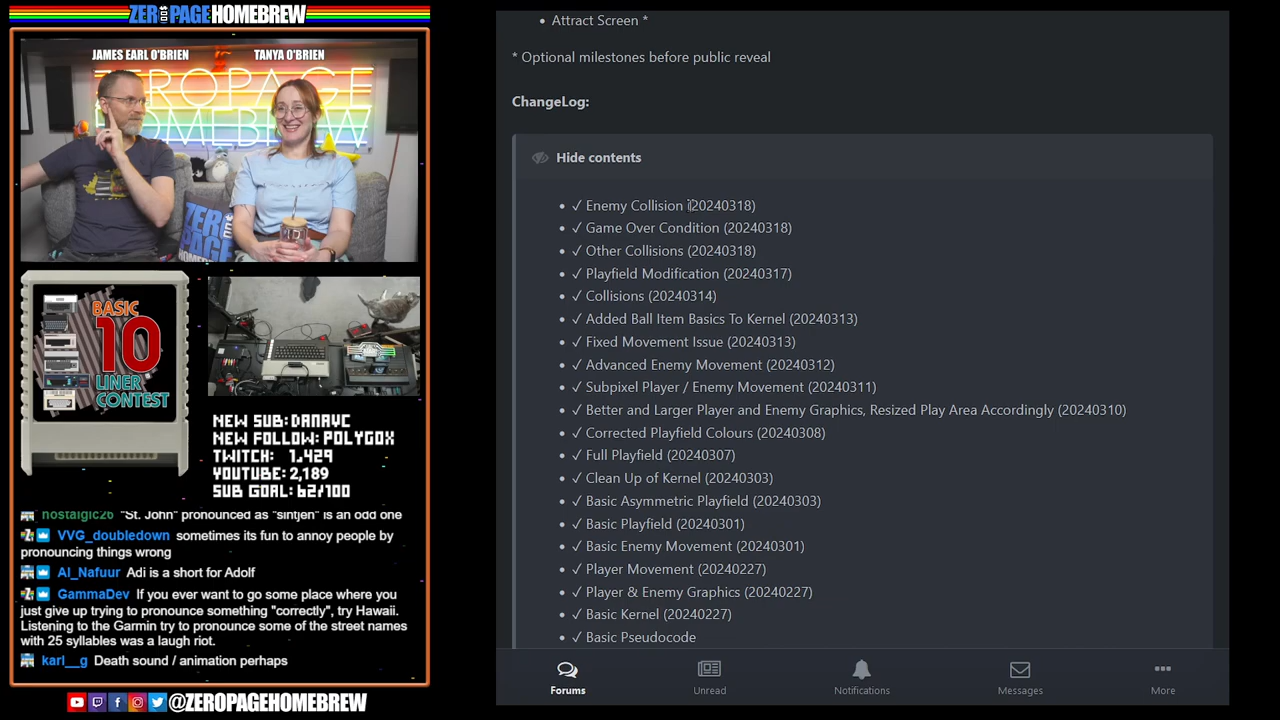 ZEROPAGE HOMEBREW
JAMES EARL O'BRIEN
TANYA O'BRIEN
ZEROPAGE
HOMEBREW
ZERO
PAGE
HOMEBREW
BASIC
10
LINER
CONTEST
NEW SUB: DANAYC
NEW FOLLOW: POLYGOX
TWITCH: 1,429
YOUTUBE: 2,189
SUB GOAL: 62/100
nostalgic26 "St. John" pronounced as "sintjen" is an odd one
VVG_doubledown sometimes its fun to annoy people by
pronouncing things wrong
Al_Nafuur Adi is a short for Adolf
GammaDev If you ever want to go some place where you
just give up trying to pronounce something "correctly", try Hawaii.
Listening to the Garmin try to pronounce some of the street names
with 25 syllables was a laugh riot.
karl__g Death sound / animation perhaps
@ZEROPAGEHOMEBREW
• Attract Screen *
* Optional milestones before public reveal
ChangeLog:
Hide contents
• ✓ Enemy Collision (20240318)
• ✓ Game Over Condition (20240318)
• ✓ Other Collisions (20240318)
• ✓ Playfield Modification (20240317)
• ✓ Collisions (20240314)
• ✓ Added Ball Item Basics To Kernel (20240313)
• ✓ Fixed Movement Issue (20240313)
• ✓ Advanced Enemy Movement (20240312)
• ✓ Subpixel Player / Enemy Movement (20240311)
• ✓ Better and Larger Player and Enemy Graphics, Resized Play Area Accordingly (20240310)
• ✓ Corrected Playfield Colours (20240308)
• ✓ Full Playfield (20240307)
• ✓ Clean Up of Kernel (20240303)
• ✓ Basic Asymmetric Playfield (20240303)
• ✓ Basic Playfield (20240301)
• ✓ Basic Enemy Movement (20240301)
• ✓ Player Movement (20240227)
• ✓ Player & Enemy Graphics (20240227)
• ✓ Basic Kernel (20240227)
• ✓ Basic Pseudocode
Forums
Unread
Notifications
Messages
More